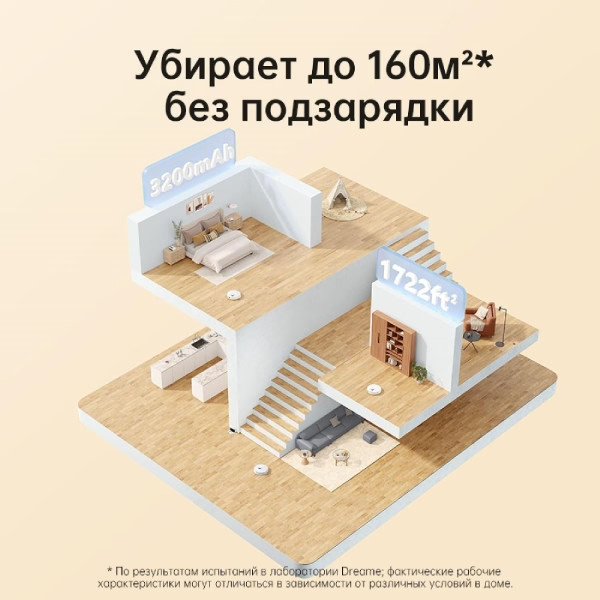 Убирает до 160м²*
без подзарядки
3200mAh
1722ft²
* По результатам испытаний в лаборатории Dreame; фактические рабочие
характеристики могут отличаться в зависимости от различных условий в доме.